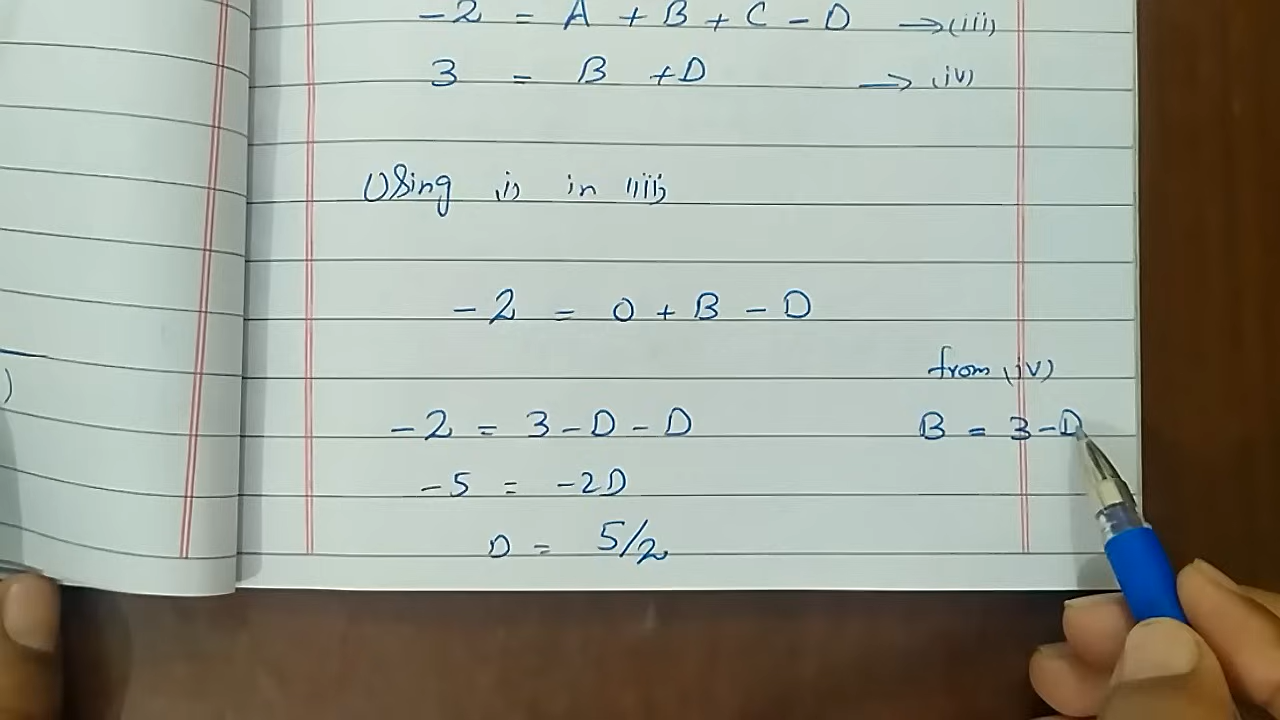 -2 = A + B + C - D → (iii)
3 = B + D → (iv)
Using (i) in (iii)
-2 = 0 + B - D
from (iv)
-2 = 3 - D - D B = 3 - D
-5 = -2D
D = 5/2
)